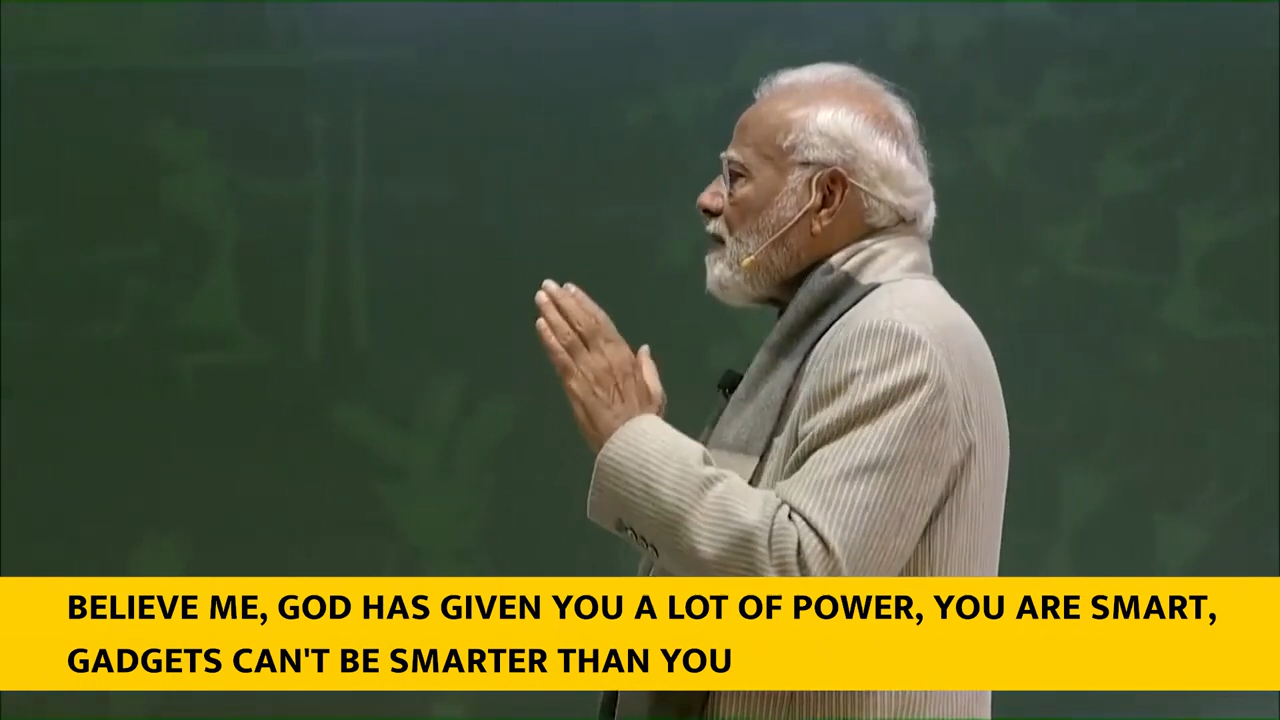 BELIEVE ME, GOD HAS GIVEN YOU A LOT OF POWER, YOU ARE SMART,
GADGETS CAN'T BE SMARTER THAN YOU